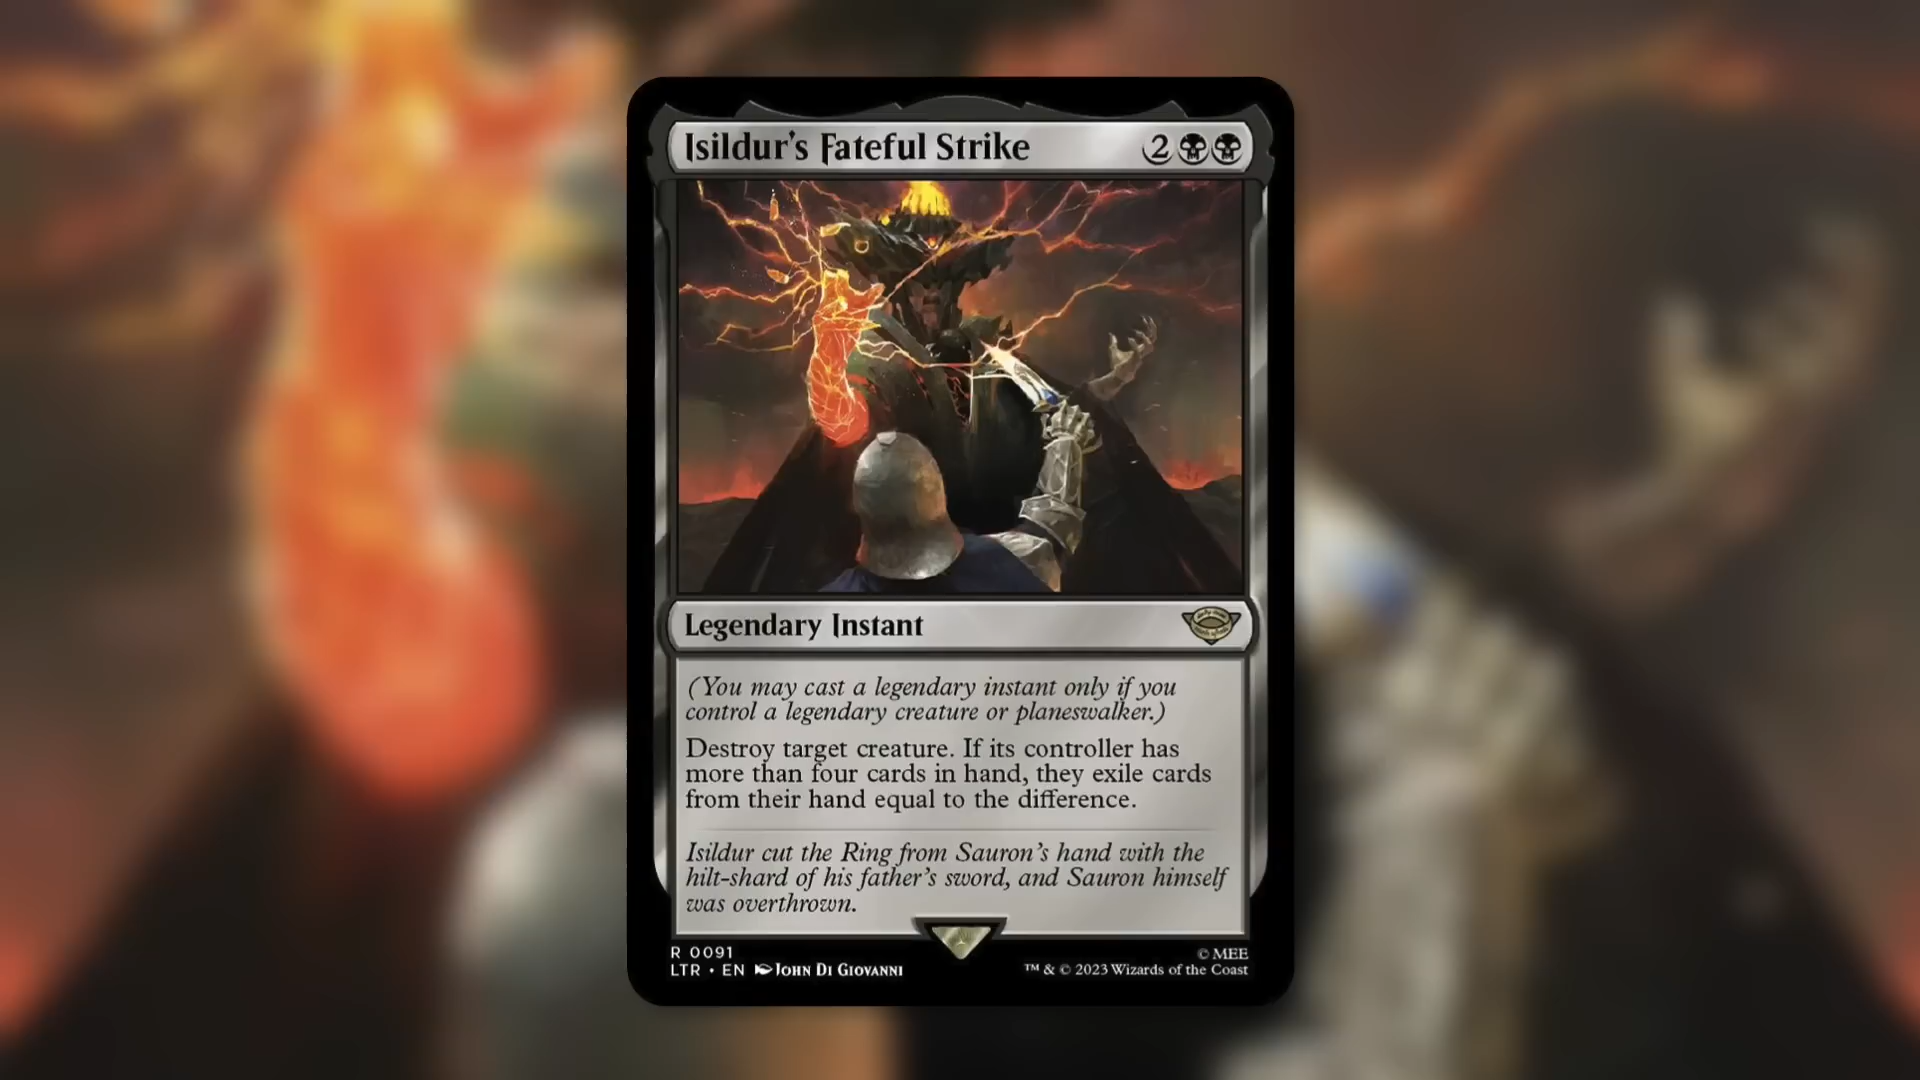 Isildur's Fateful Strike 2
Legendary Instant
(You may cast a legendary instant only if you
control a legendary creature or planeswalker.)
Destroy target creature. If its controller has
more than four cards in hand, they exile cards
from their hand equal to the difference.
Isildur cut the Ring from Sauron's hand with the
hilt-shard of his father's sword, and Sauron himself
was overthrown.
R 0091
LTR • EN John Di Giovanni
© MEE
™ & © 2023 Wizards of the Coast